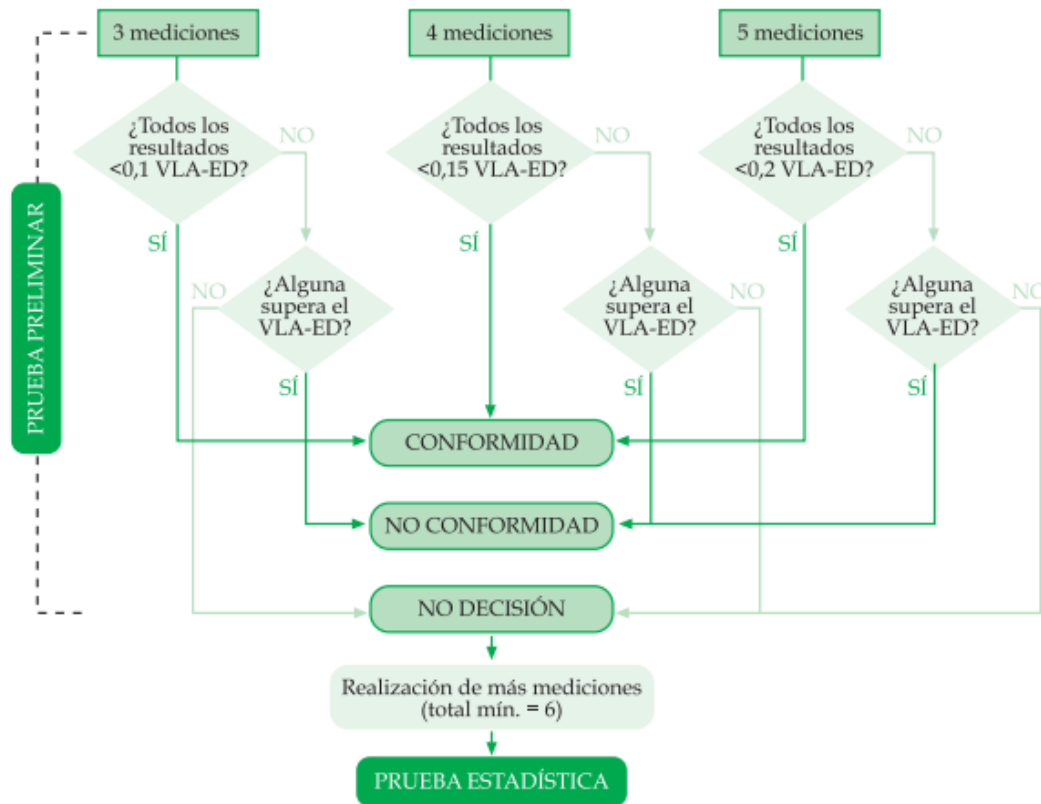 3 mediciones
4 mediciones
5 mediciones
¿Todos los
resultados
<0,1 VLA-ED?
NO
¿Todos los
resultados
<0,15 VLA-ED?
NO
¿Todos los
resultados
<0,2 VLA-ED?
NO
PRUEBA PRELIMINAR
SÍ
SÍ
SÍ
NO
¿Alguna
supera el
VLA-ED?
¿Alguna
supera el
VLA-ED?
NO
¿Alguna
supera el
VLA-ED?
NO
SÍ
SÍ
SÍ
CONFORMIDAD
NO CONFORMIDAD
NO DECISIÓN
Realización de más mediciones
(total mín. = 6)
PRUEBA ESTADÍSTICA